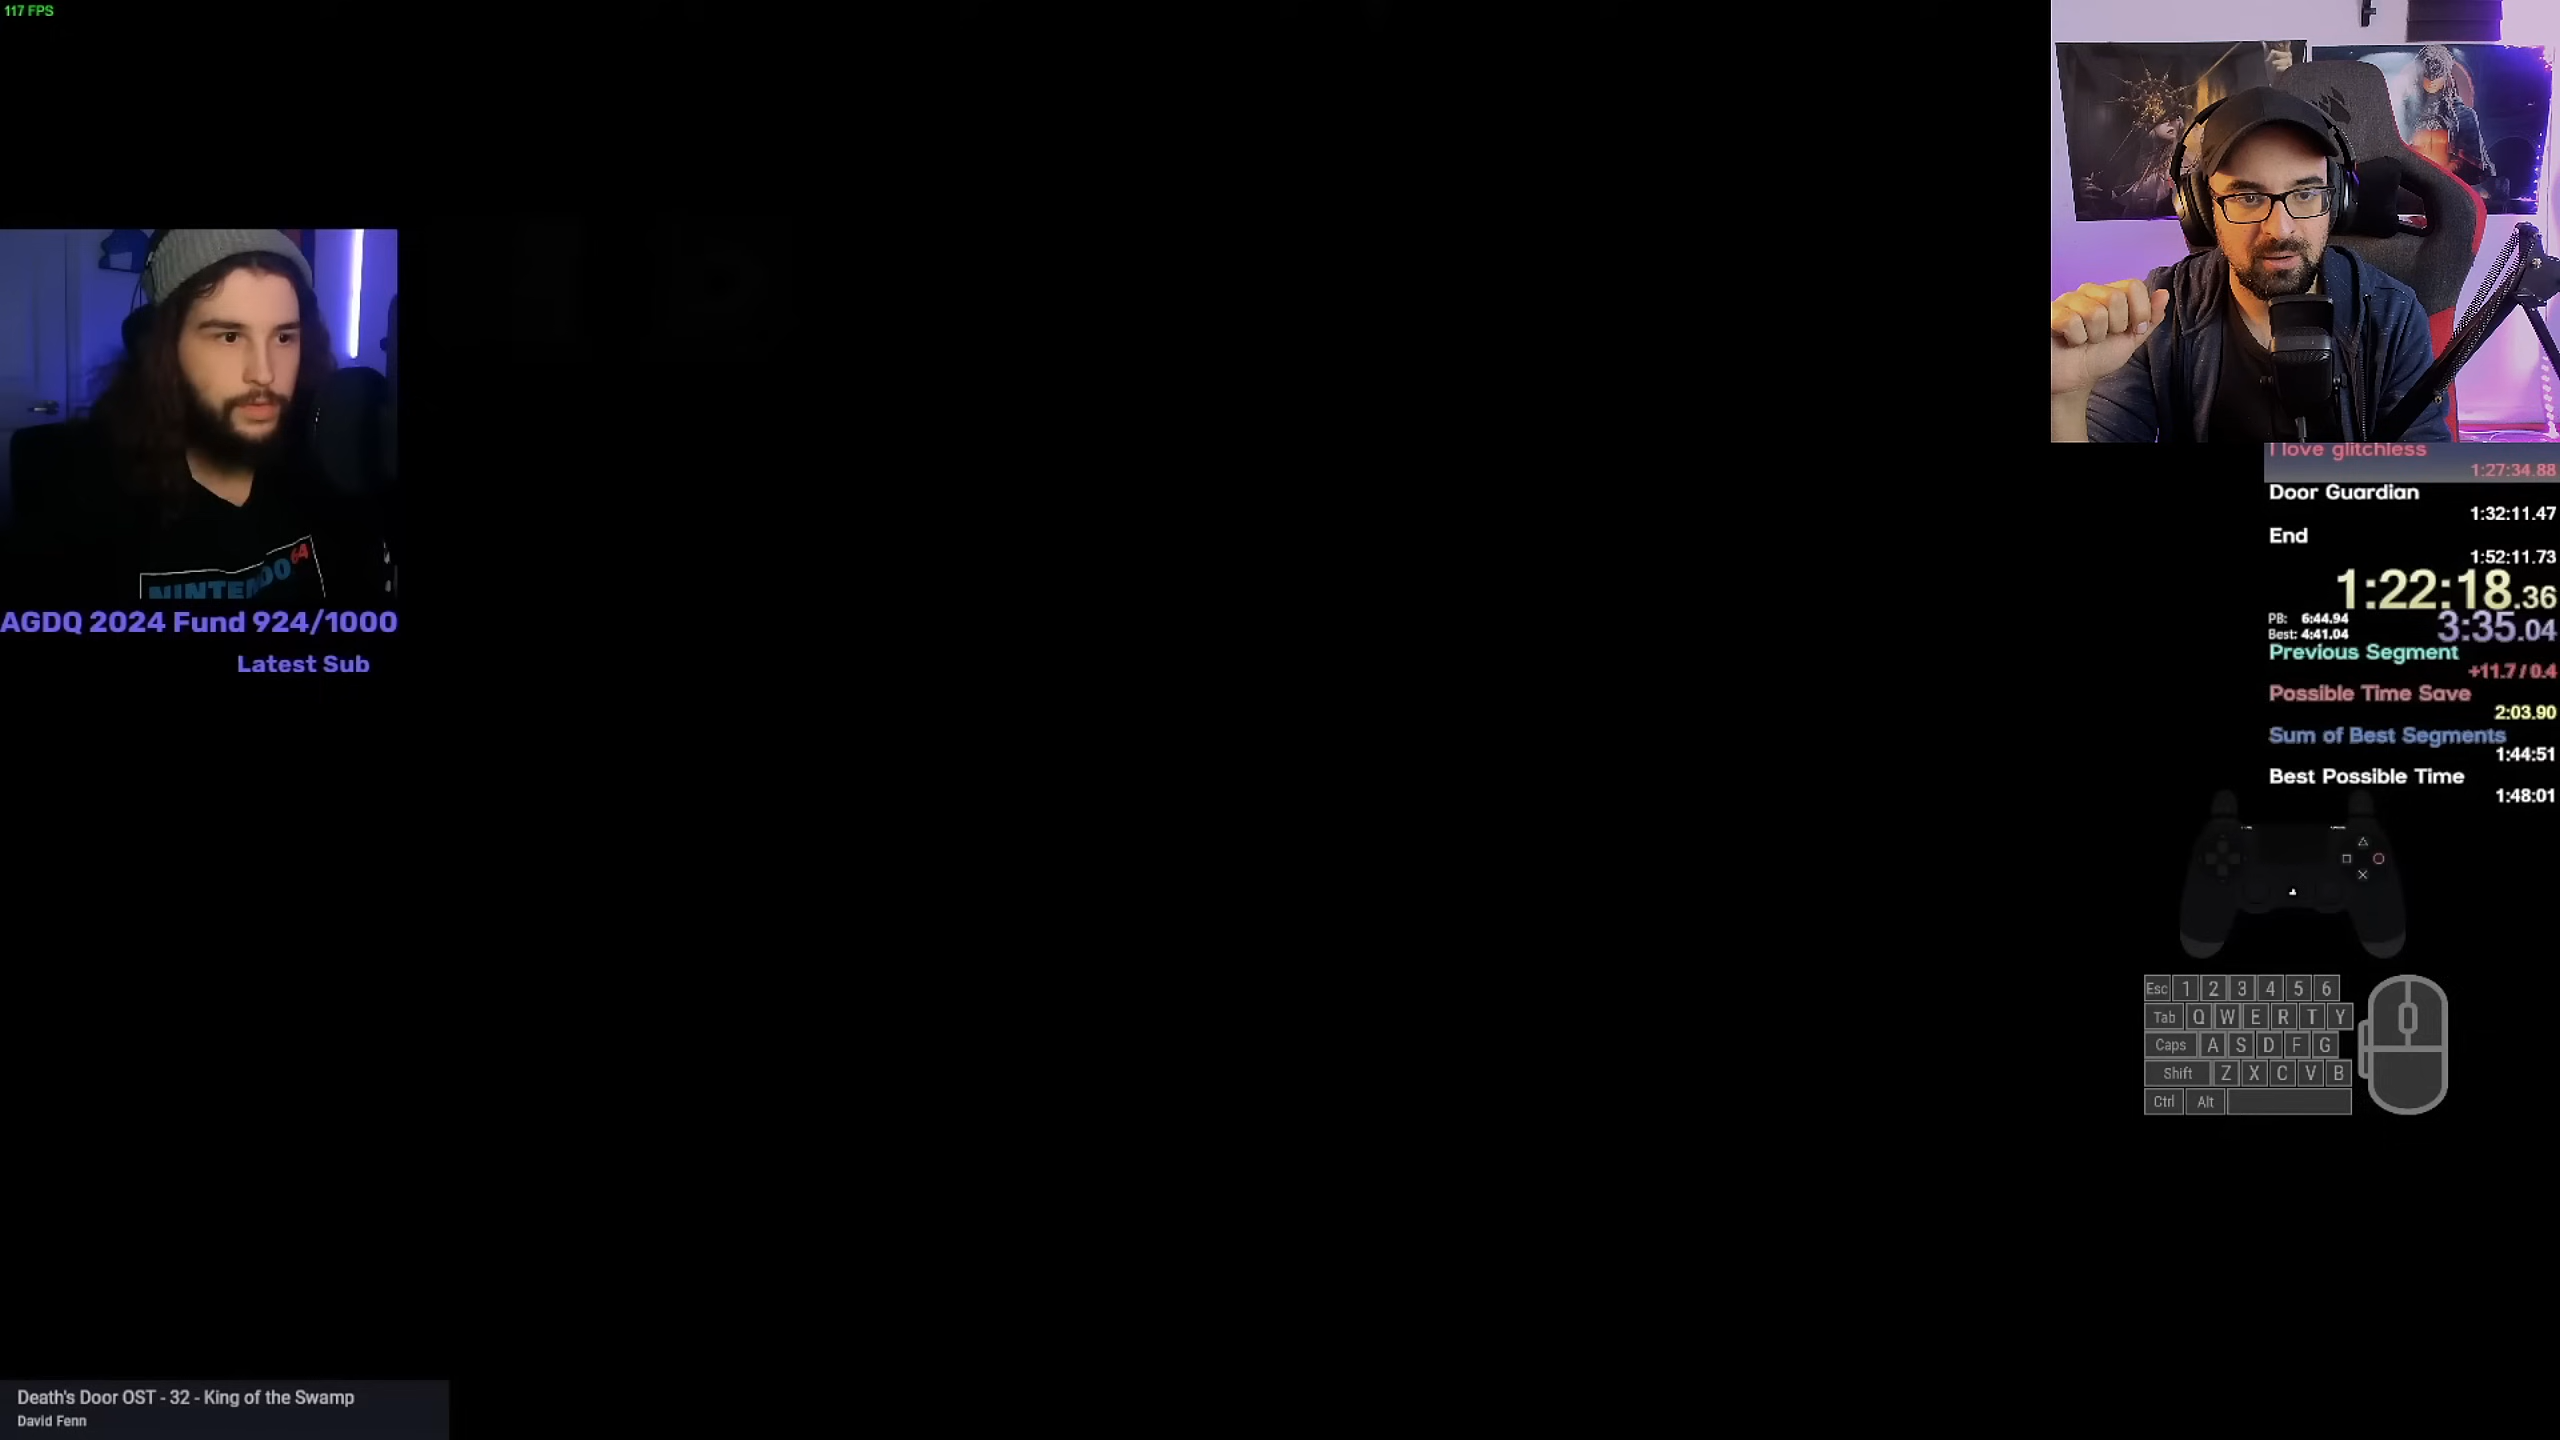 117 FPS
NINTENDO64
AGDQ 2024 Fund 924/1000
Latest Sub
I love glitchless
1:27:34.88
Door Guardian
1:32:11.47
End
1:52:11.73
1:22:18.36
PB: 6:44.94
Best: 4:41.04
3:35.04
Previous Segment
+11.7 / 0.4
Possible Time Save
2:03.90
Sum of Best Segments
1:44:51
Best Possible Time
1:48:01
Esc 1 2 3 4 5 6
Tab Q W E R T Y
Caps A S D F G
Shift Z X C V B
Ctrl Alt
Death's Door OST - 32 - King of the Swamp
David Fenn